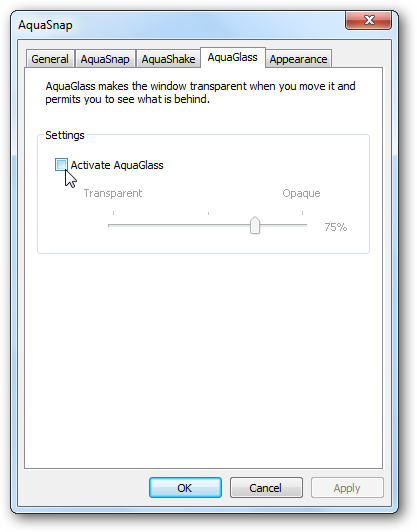 AquaSnap
General AquaSnap AquaShake AquaGlass Appearance
AquaGlass makes the window transparent when you move it and
permits you to see what is behind.
Settings
Activate AquaGlass
Transparent Opaque
75%
OK Cancel Apply